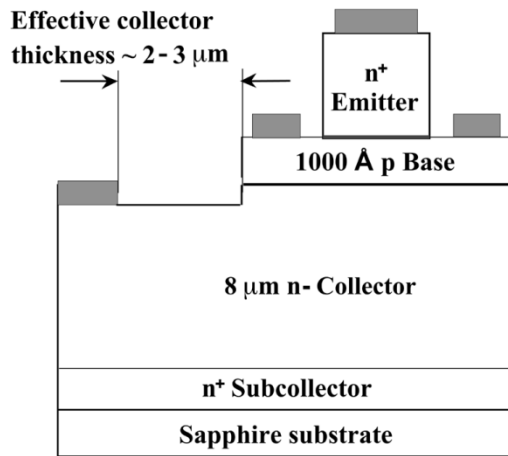 Effective collector
thickness ~ 2 - 3 μm
n⁺
Emitter
1000 Å p Base
8 μm n- Collector
n⁺ Subcollector
Sapphire substrate